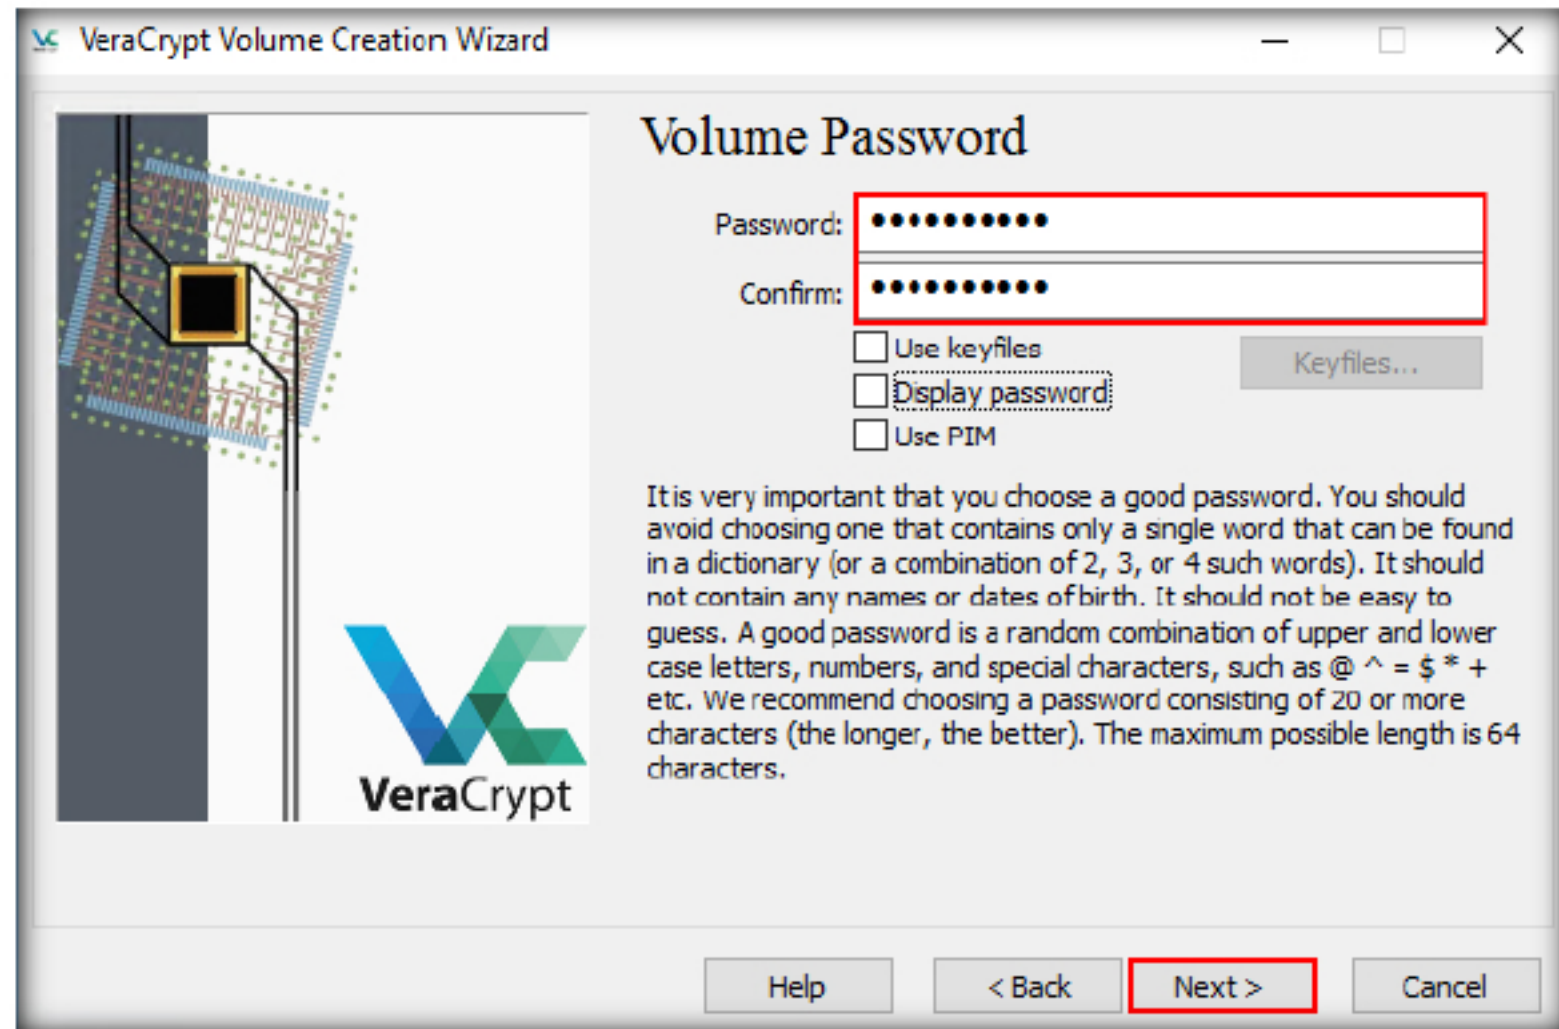 VeraCrypt Volume Creation Wizard
Volume Password
Password: ••••••••••
Confirm: ••••••••••
Use keyfiles
Keyfiles...
Display password
Use PIM
It is very important that you choose a good password. You should
avoid choosing one that contains only a single word that can be found
in a dictionary (or a combination of 2, 3, or 4 such words). It should
not contain any names or dates of birth. It should not be easy to
guess. A good password is a random combination of upper and lower
case letters, numbers, and special characters, such as @ ^ = $ * +
etc. We recommend choosing a password consisting of 20 or more
characters (the longer, the better). The maximum possible length is 64
characters.
VeraCrypt
Help
< Back
Next >
Cancel